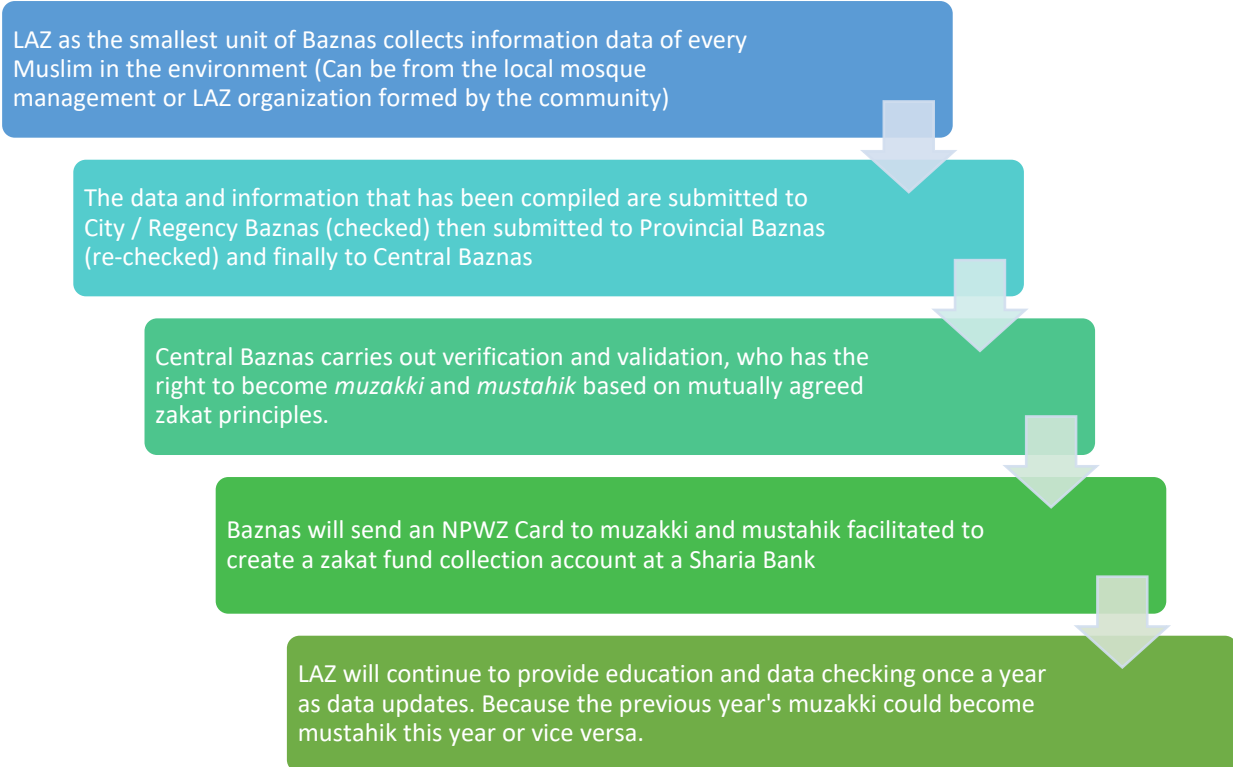 LAZ as the smallest unit of Baznas collects information data of every
Muslim in the environment (Can be from the local mosque
management or LAZ organization formed by the community)
The data and information that has been compiled are submitted to
City / Regency Baznas (checked) then submitted to Provincial Baznas
(re-checked) and finally to Central Baznas
Central Baznas carries out verification and validation, who has the
right to become muzakki and mustahik based on mutually agreed
zakat principles.
Baznas will send an NPWZ Card to muzakki and mustahik facilitated to
create a zakat fund collection account at a Sharia Bank
LAZ will continue to provide education and data checking once a year
as data updates. Because the previous year's muzakki could become
mustahik this year or vice versa.